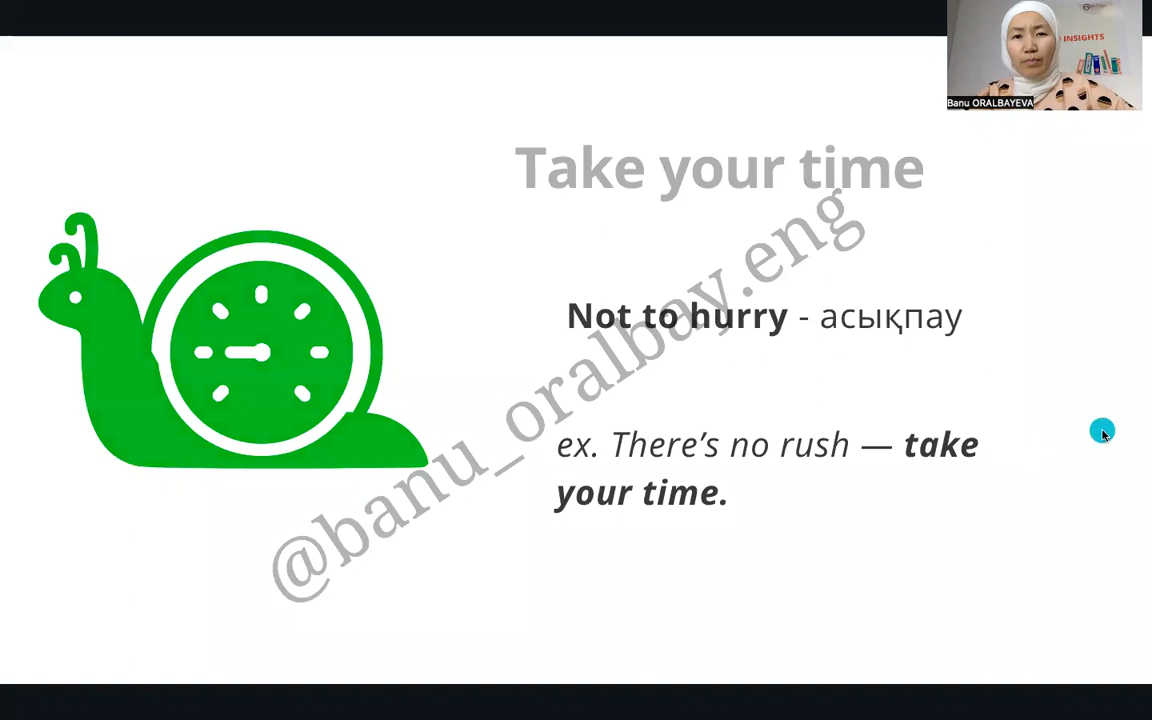 INSIGHTS
Banu ORALBAYEVA
Take your time
Not to hurry - асықпау
ex. There’s no rush — take
your time.
@banu_oralbay.eng